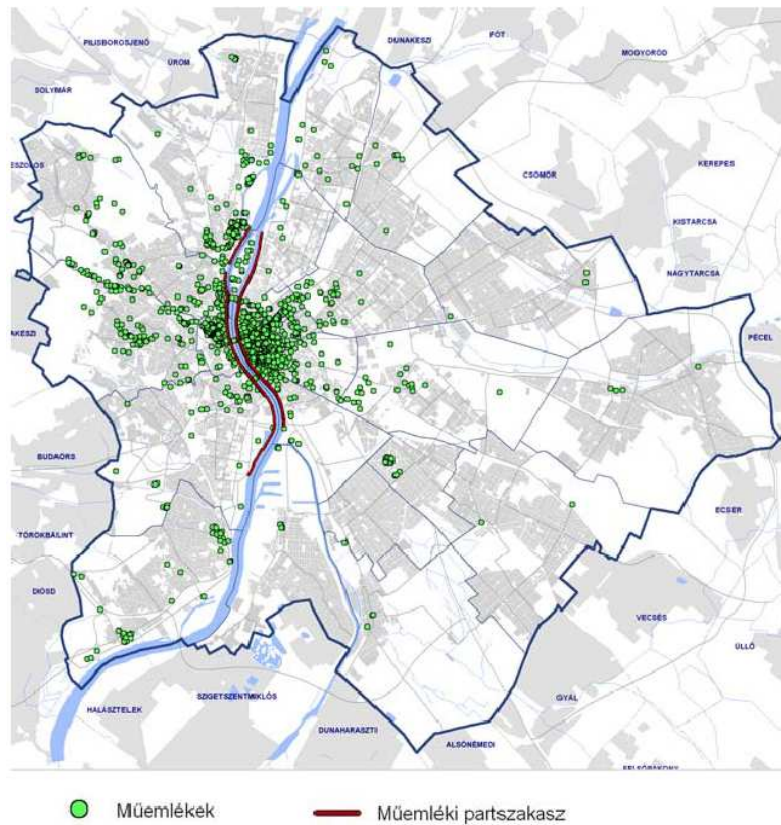 PILISBOROSJENŐ
ÜRÖM
DUNAKESZI
FÓT
MOGYORÓD
SOLYMÁR
CSÖMÖR
KEREPES
KISTARCSA
NAGYTARCSA
PÉCEL
BUDAÖRS
ECSER
TÖRÖKBÁLINT
DIÓSD
VECSÉS
ÜLLŐ
HALÁSZTELEK
SZIGETSZENTMIKLÓS
GYÁL
DUNAHARASZTI
ALSÓNÉMEDI
Műemlékek
Műemléki partszakasz